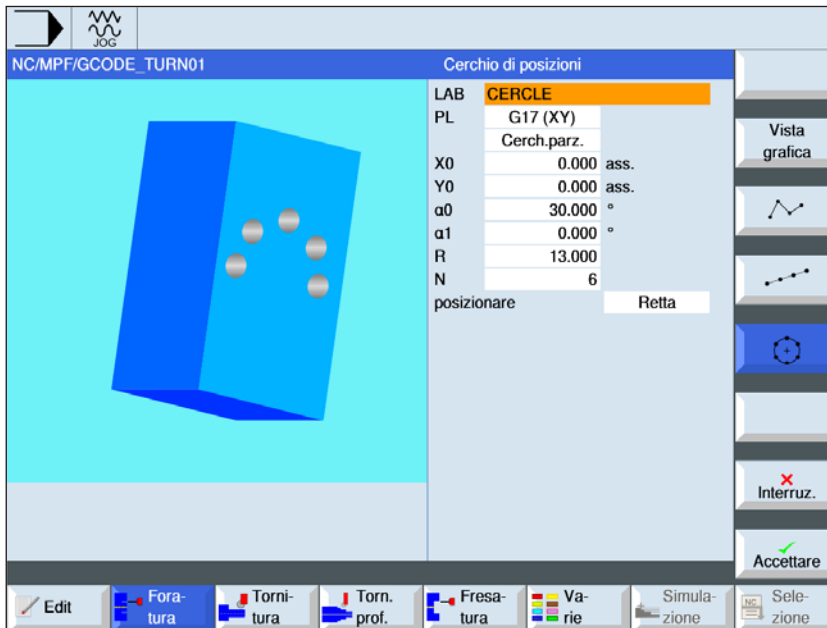 JOG
NC/MPF/GCODE_TURN01
Cerchio di posizioni
LAB CERCLE
PL G17 (XY)
Cerch.parz.
X0 0.000 ass.
Y0 0.000 ass.
α0 30.000 °
α1 0.000 °
R 13.000
N 6
posizionare Retta
Vista
grafica
Interruz.
Accettare
Edit
Fora-
tura
Torni-
tura
Torn.
prof.
Fresa-
tura
Va-
rie
Simula-
zione
NC
Sele-
zione